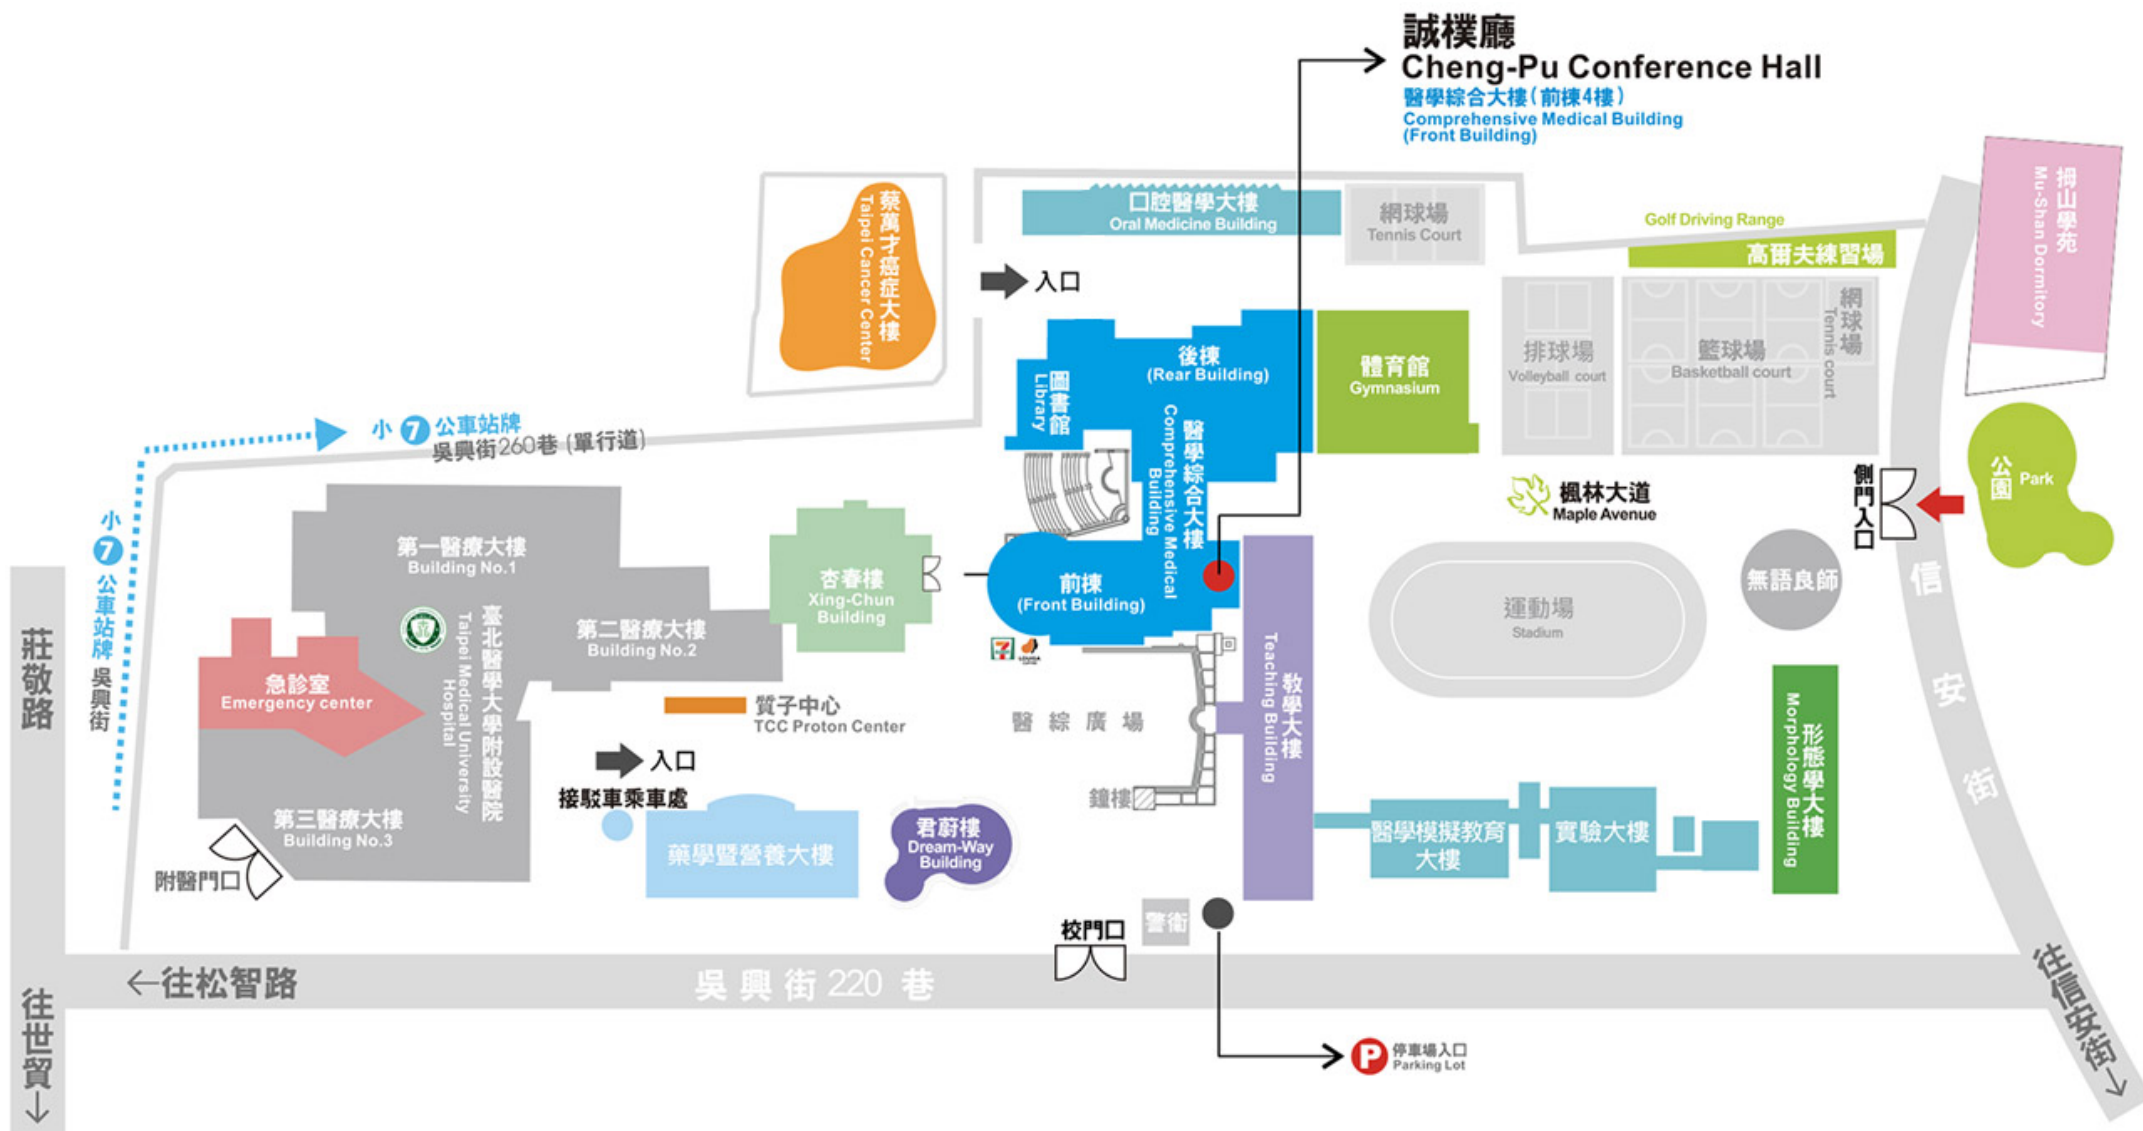 誠樸廳
Cheng-Pu Conference Hall
醫學綜合大樓(前棟4樓)
Comprehensive Medical Building
(Front Building)
拇山學苑
Mu-Shan Dormitory
蔡萬才癌症大樓
Taipei Cancer Center
口腔醫學大樓
Oral Medicine Building
網球場
Tennis Court
Golf Driving Range
高爾夫練習場
入口
後棟
(Rear Building)
圖書館
Library
體育館
Gymnasium
排球場
Volleyball court
籃球場
Basketball court
網球場
Tennis court
小 7 公車站牌
吳興街260巷 (單行道)
醫學綜合大樓
Comprehensive Medical
Building
公園 Park
側門入口
楓林大道
Maple Avenue
小 7 公車站牌 吳興街
第一醫療大樓
Building No.1
杏春樓
Xing-Chun
Building
前棟
(Front Building)
無語良師
運動場
Stadium
信安街
莊敬路
臺北醫學大學附設醫院
Taipei Medical University
Hospital
第二醫療大樓
Building No.2
7
LOUISA
急診室
Emergency center
質子中心
TCC Proton Center
醫綜廣場
教學大樓
Teaching Building
形態學大樓
Morphology Building
入口
接駁車乘車處
鐘樓
第三醫療大樓
Building No.3
藥學暨營養大樓
君蔚樓
Dream-Way
Building
醫學模擬教育
大樓
實驗大樓
附醫門口
校門口
警衛
←往松智路
吳興街220巷
往世貿↓
往信安街↓
P 停車場入口
Parking Lot